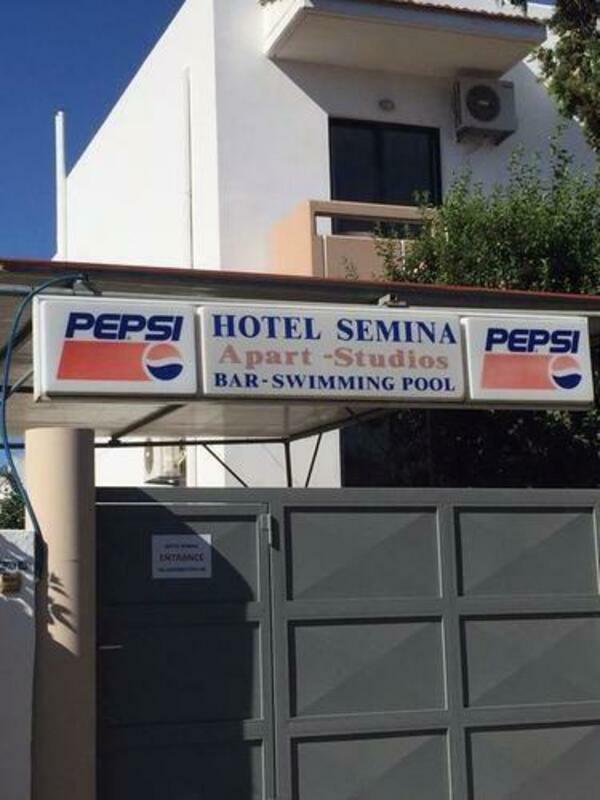 PEPSI
HOTEL SEMINA
Apart - Studios
BAR - SWIMMING POOL
PEPSI
ENTRANCE